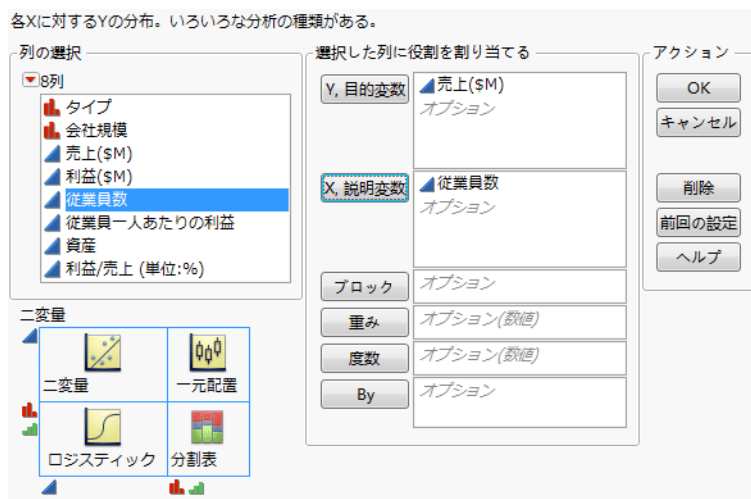 各Xに対するYの分布。いろいろな分析の種類がある。
列の選択
8列
タイプ
会社規模
売上($M)
利益($M)
従業員数
従業員一人あたりの利益
資産
利益/売上 (単位:%)
選択した列に役割を割り当てる
Y, 目的変数
売上($M)
オプション
X, 説明変数
従業員数
オプション
ブロック
オプション
重み
オプション(数値)
度数
オプション(数値)
By
オプション
アクション
OK
キャンセル
削除
前回の設定
ヘルプ
二変量
二変量
一元配置
ロジスティック
分割表